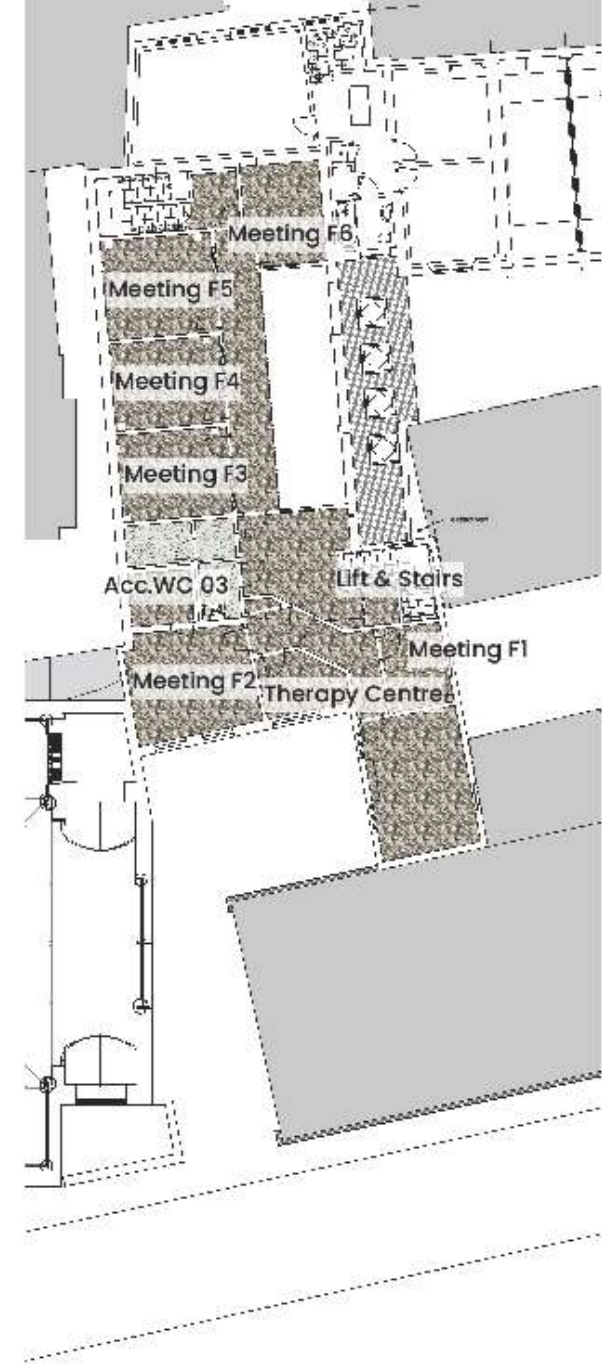 Meeting F6
Meeting F5
Meeting F4
Meeting F3
Acc.WC 03
Lift & Stairs
Meeting F1
Meeting F2
Therapy Centre